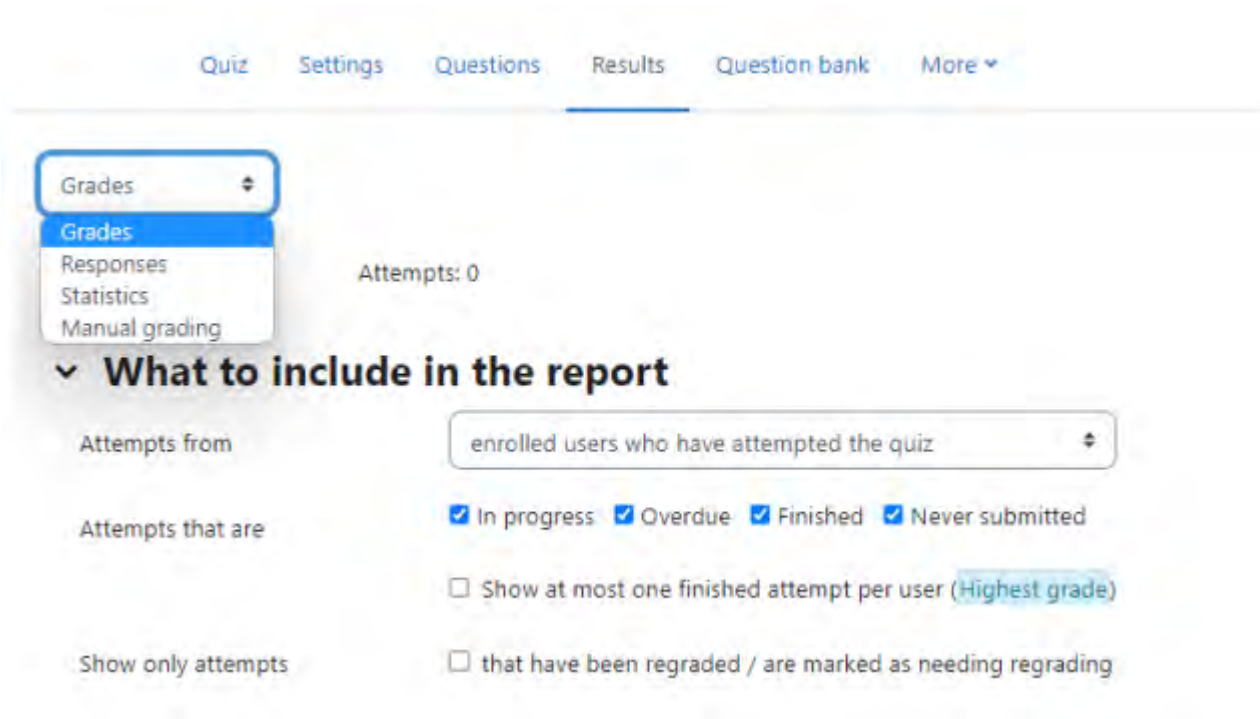 Quiz Settings Questions Results Question bank More
Grades
Grades
Responses
Statistics
Manual grading
Attempts: 0
What to include in the report
Attempts from enrolled users who have attempted the quiz
Attempts that are In progress Overdue Finished Never submitted
Show at most one finished attempt per user (Highest grade)
Show only attempts that have been regraded / are marked as needing regrading